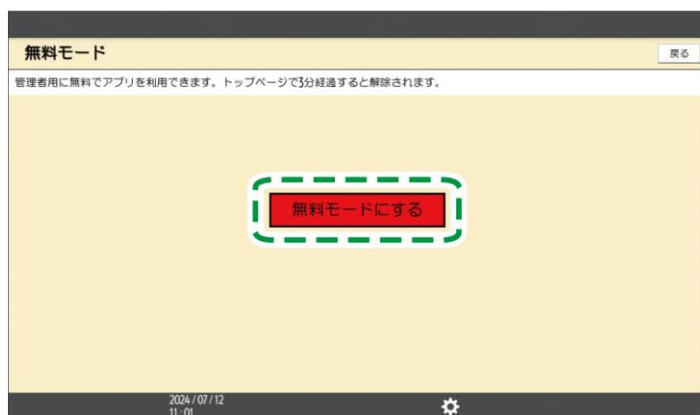 無料モード
戻る
管理者用に無料でアプリを利用できます。トップページで3分経過すると解除されます。
無料モードにする
2024/07/12
11:01